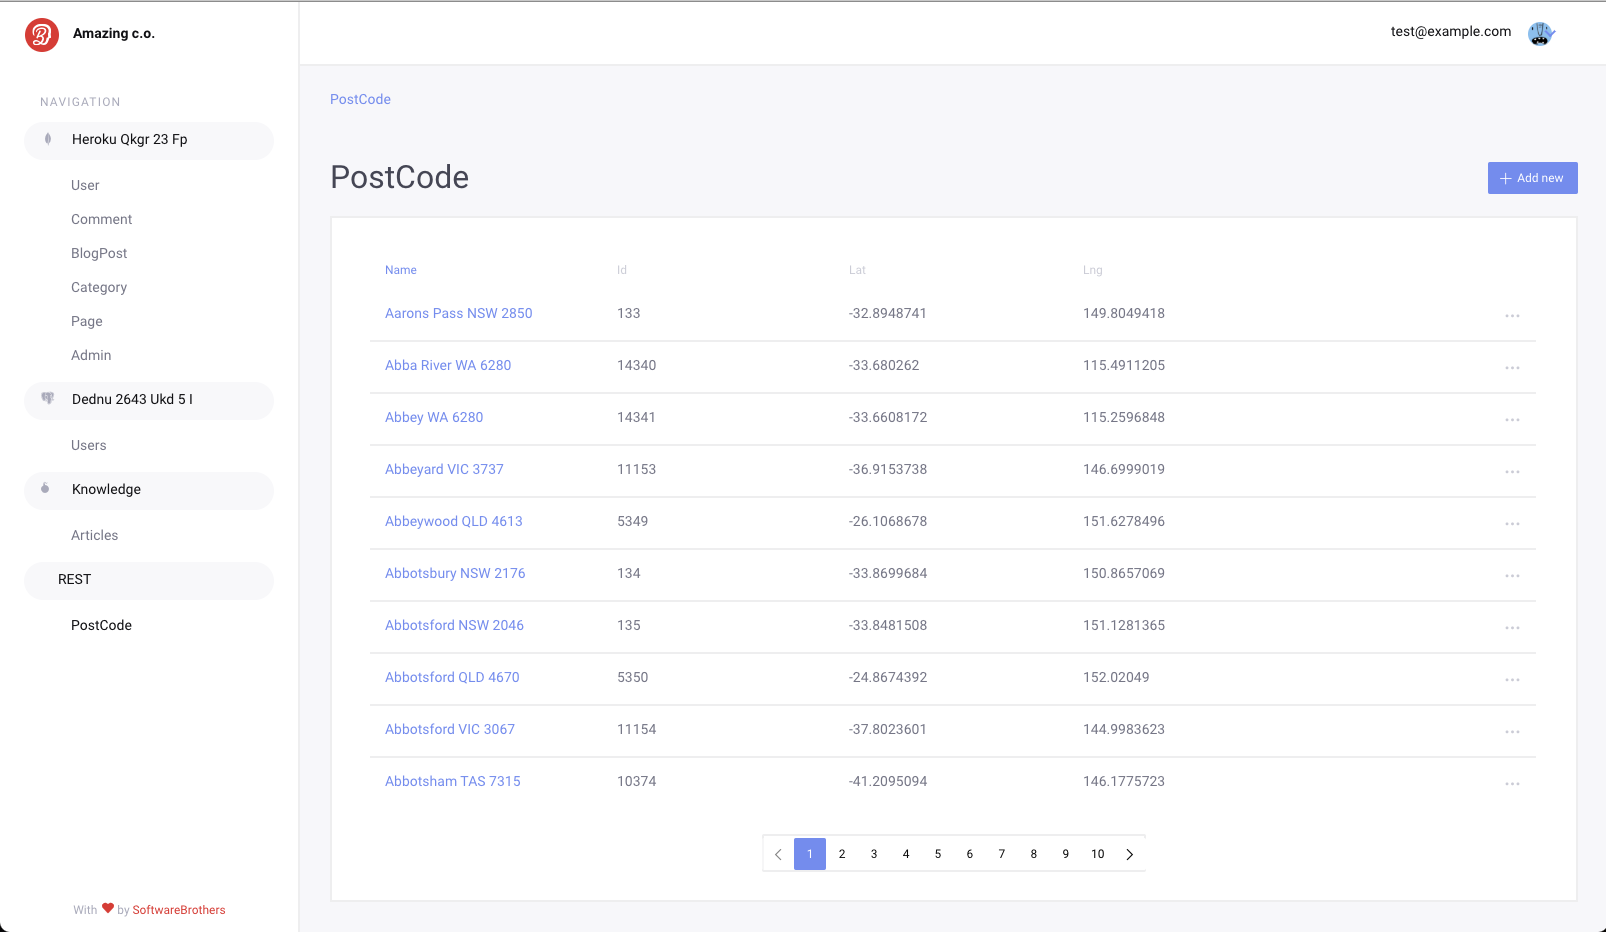 Amazing c.o.
test@example.com
NAVIGATION
Heroku Qkgr 23 Fp
User
Comment
BlogPost
Category
Page
Admin
Dednu 2643 Ukd 5 I
Users
Knowledge
Articles
REST
PostCode
With ♥ by SoftwareBrothers
PostCode
PostCode
+ Add new
Name Id Lat Lng
Aarons Pass NSW 2850 133 -32.8948741 149.8049418 ...
Abba River WA 6280 14340 -33.680262 115.4911205 ...
Abbey WA 6280 14341 -33.6608172 115.2596848 ...
Abbeyard VIC 3737 11153 -36.9153738 146.6999019 ...
Abbeywood QLD 4613 5349 -26.1068678 151.6278496 ...
Abbotsbury NSW 2176 134 -33.8699684 150.8657069 ...
Abbotsford NSW 2046 135 -33.8481508 151.1281365 ...
Abbotsford QLD 4670 5350 -24.8674392 152.02049 ...
Abbotsford VIC 3067 11154 -37.8023601 144.9983623 ...
Abbotsham TAS 7315 10374 -41.2095094 146.1775723 ...
< 1 2 3 4 5 6 7 8 9 10 >